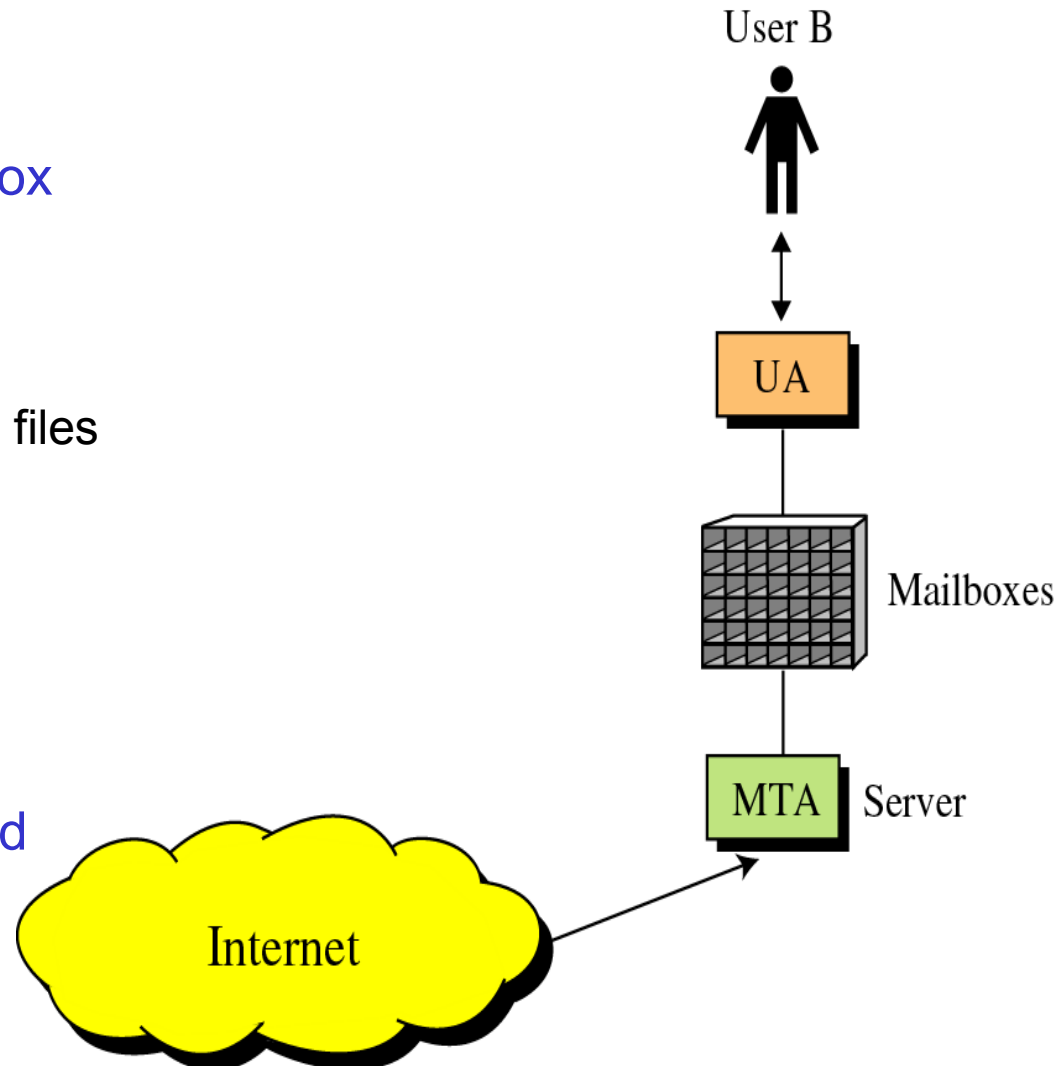 User B
ox
UA
files
Mailboxes
MTA
Server
d
Internet